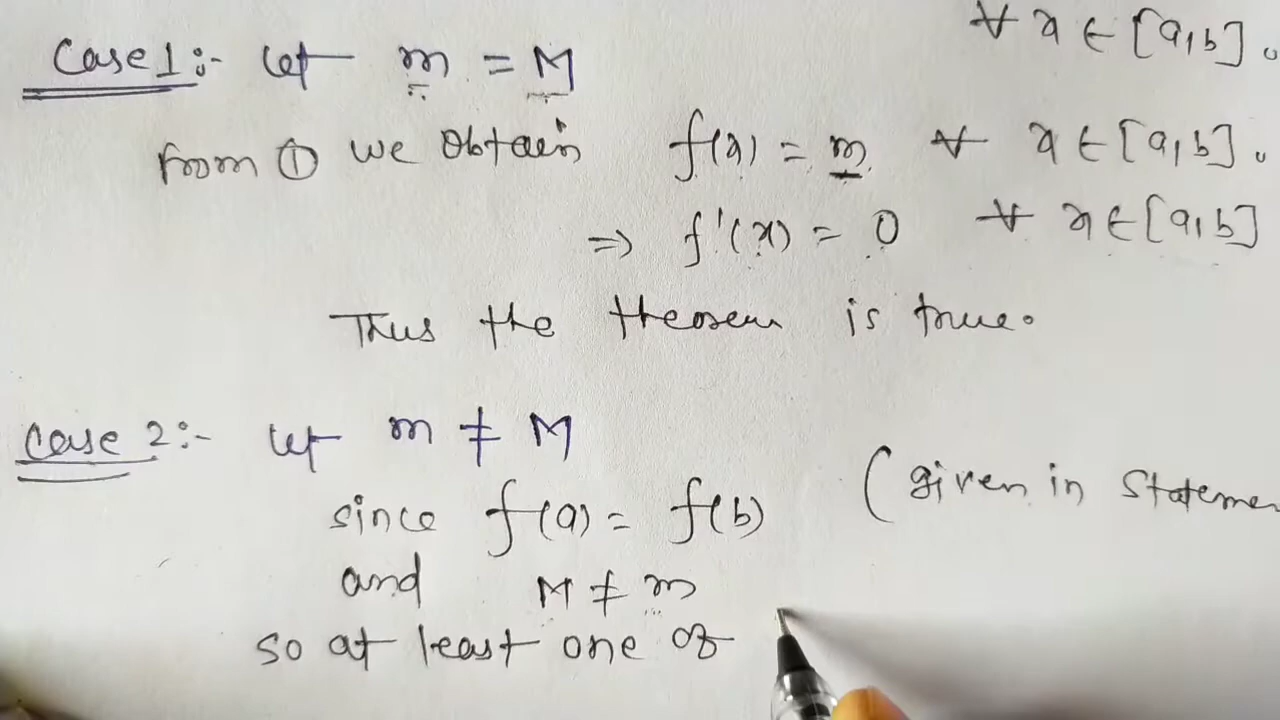 ∀ x ∈ [a,b].
Case 1:- let m = M
from ① we obtain f(x) = m ∀ x ∈ [a,b].
⇒ f'(x) = 0 ∀ x ∈ [a,b]
Thus the theorem is true.
Case 2:- let m ≠ M
since f(a) = f(b) (given in Statemen
and M ≠ m
so at least one of